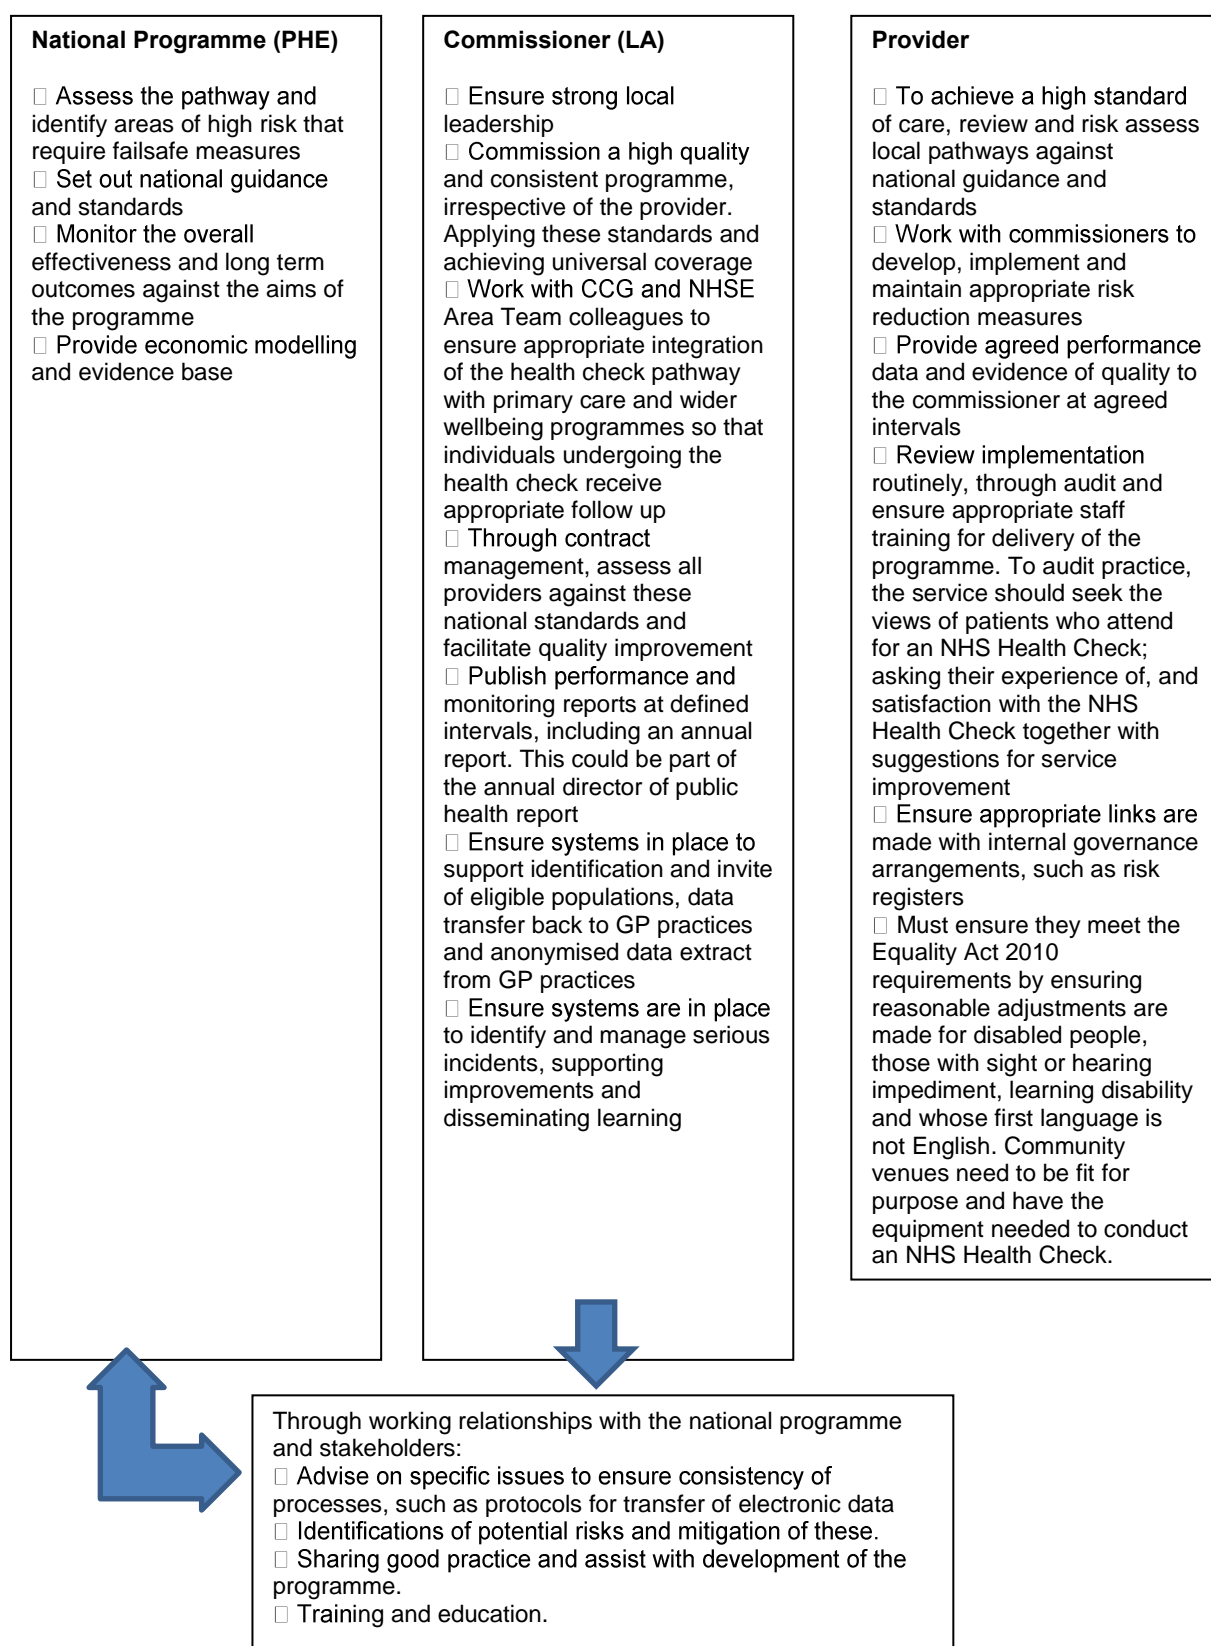 National Programme (PHE)
□ Assess the pathway and
identify areas of high risk that
require failsafe measures
□ Set out national guidance
and standards
□ Monitor the overall
effectiveness and long term
outcomes against the aims of
the programme
□ Provide economic modelling
and evidence base
Commissioner (LA)
□ Ensure strong local
leadership
□ Commission a high quality
and consistent programme,
irrespective of the provider.
Applying these standards and
achieving universal coverage
□ Work with CCG and NHSE
Area Team colleagues to
ensure appropriate integration
of the health check pathway
with primary care and wider
wellbeing programmes so that
individuals undergoing the
health check receive
appropriate follow up
□ Through contract
management, assess all
providers against these
national standards and
facilitate quality improvement
□ Publish performance and
monitoring reports at defined
intervals, including an annual
report. This could be part of
the annual director of public
health report
□ Ensure systems in place to
support identification and invite
of eligible populations, data
transfer back to GP practices
and anonymised data extract
from GP practices
□ Ensure systems are in place
to identify and manage serious
incidents, supporting
improvements and
disseminating learning
Provider
□ To achieve a high standard
of care, review and risk assess
local pathways against
national guidance and
standards
□ Work with commissioners to
develop, implement and
maintain appropriate risk
reduction measures
□ Provide agreed performance
data and evidence of quality to
the commissioner at agreed
intervals
□ Review implementation
routinely, through audit and
ensure appropriate staff
training for delivery of the
programme. To audit practice,
the service should seek the
views of patients who attend
for an NHS Health Check;
asking their experience of, and
satisfaction with the NHS
Health Check together with
suggestions for service
improvement
□ Ensure appropriate links are
made with internal governance
arrangements, such as risk
registers
□ Must ensure they meet the
Equality Act 2010
requirements by ensuring
reasonable adjustments are
made for disabled people,
those with sight or hearing
impediment, learning disability
and whose first language is
not English. Community
venues need to be fit for
purpose and have the
equipment needed to conduct
an NHS Health Check.
Through working relationships with the national programme
and stakeholders:
□ Advise on specific issues to ensure consistency of
processes, such as protocols for transfer of electronic data
□ Identifications of potential risks and mitigation of these.
□ Sharing good practice and assist with development of the
programme.
□ Training and education.